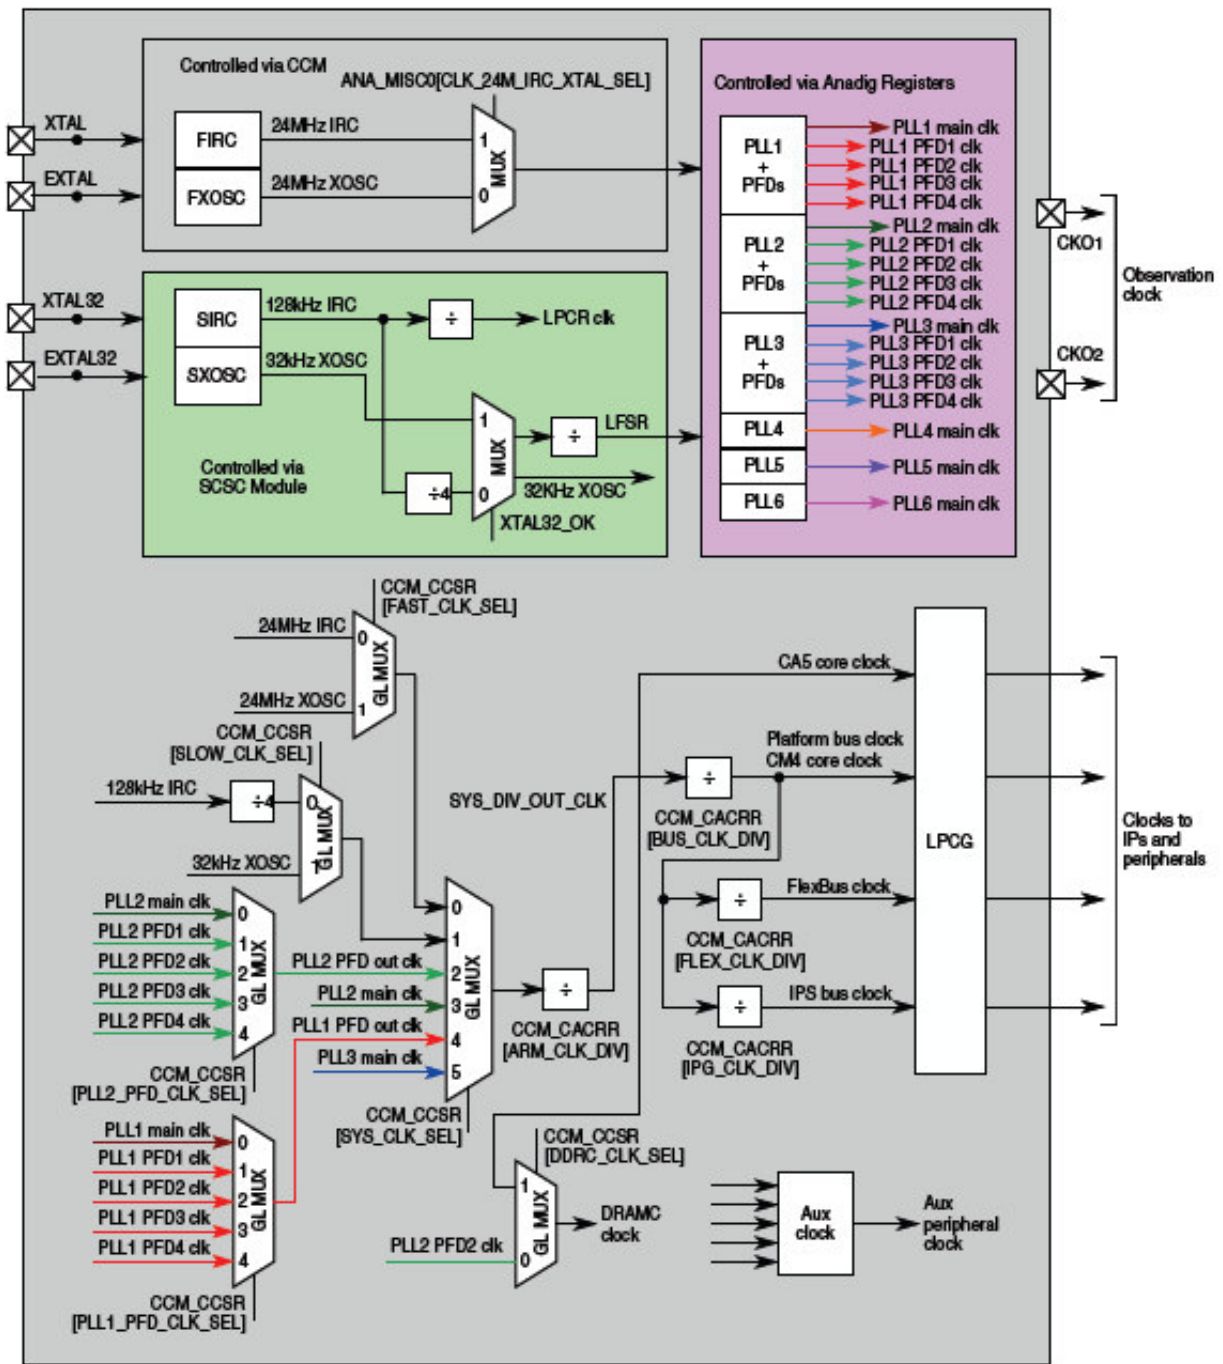 Controlled via CCM
ANA_MISC0[CLK_24M_IRC_XTAL_SEL]
XTAL
EXTAL
FIRC
24MHz IRC
FXOSC
24MHz XOSC
1
0
MUX
Controlled via Anadig Registers
PLL1
+
PFDs
PLL1 main clk
PLL1 PFD1 clk
PLL1 PFD2 clk
PLL1 PFD3 clk
PLL1 PFD4 clk
PLL2
+
PFDs
PLL2 main clk
PLL2 PFD1 clk
PLL2 PFD2 clk
PLL2 PFD3 clk
PLL2 PFD4 clk
PLL3
+
PFDs
PLL3 main clk
PLL3 PFD1 clk
PLL3 PFD2 clk
PLL3 PFD3 clk
PLL3 PFD4 clk
PLL4
PLL4 main clk
PLL5
PLL5 main clk
PLL6
PLL6 main clk
CKO1
CKO2
Observation
clock
XTAL32
EXTAL32
SIRC
128kHz IRC
÷
LPCR clk
SXOSC
32kHz XOSC
1
0
MUX
÷
LFSR
÷4
32KHz XOSC
XTAL32_OK
Controlled via
SCSC Module
CCM_CCSR
[FAST_CLK_SEL]
24MHz IRC
0
GL MUX
24MHz XOSC
1
CCM_CCSR
[SLOW_CLK_SEL]
128kHz IRC
÷4
0
GL MUX
32kHz XOSC
1
PLL2 main clk
0
PLL2 PFD1 clk
1
PLL2 PFD2 clk
2
PLL2 PFD3 clk
3
PLL2 PFD4 clk
4
GL MUX
CCM_CCSR
[PLL2_PFD_CLK_SEL]
PLL1 main clk
0
PLL1 PFD1 clk
1
PLL1 PFD2 clk
2
PLL1 PFD3 clk
3
PLL1 PFD4 clk
4
GL MUX
CCM_CCSR
[PLL1_PFD_CLK_SEL]
0
1
PLL2 PFD out clk
2
PLL2 main clk
3
PLL1 PFD out clk
4
PLL3 main clk
5
GL MUX
CCM_CCSR
[SYS_CLK_SEL]
÷
CCM_CACRR
[ARM_CLK_DIV]
SYS_DIV_OUT_CLK
÷
CCM_CACRR
[BUS_CLK_DIV]
CA5 core clock
Platform bus clock
CM4 core clock
÷
FlexBus clock
CCM_CACRR
[FLEX_CLK_DIV]
÷
IPS bus clock
CCM_CACRR
[IPG_CLK_DIV]
LPCG
Clocks to
IPs and
peripherals
CCM_CCSR
[DDRC_CLK_SEL]
1
GL MUX
PLL2 PFD2 clk
0
DRAMC
clock
Aux
clock
Aux
peripheral
clock